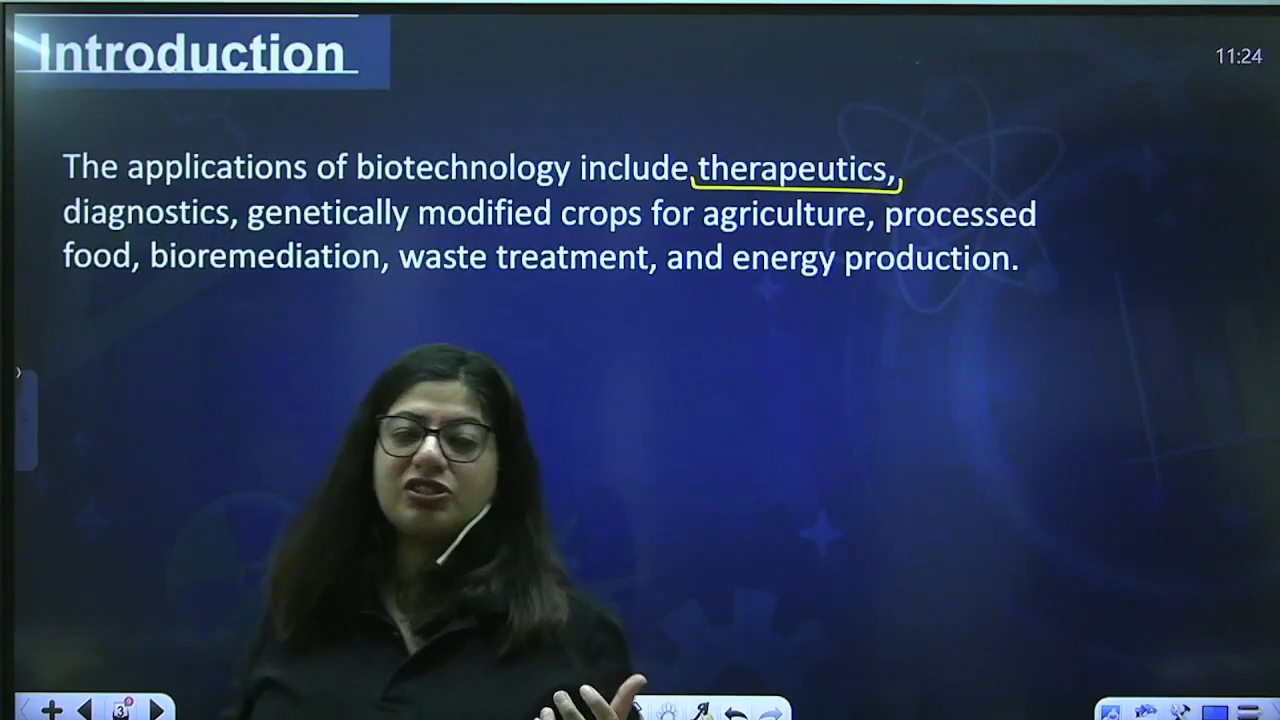 Introduction
11:24
The applications of biotechnology include therapeutics,
diagnostics, genetically modified crops for agriculture, processed
food, bioremediation, waste treatment, and energy production.
3